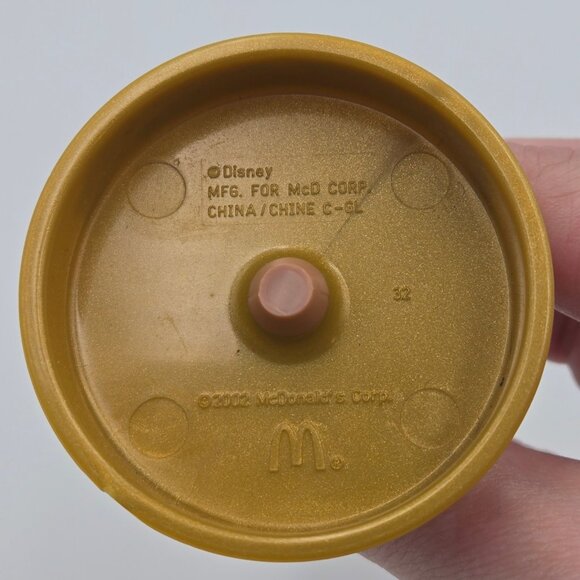 ©Disney
MFG. FOR McD CORP.
CHINA/CHINE C-GL
32
©2002 McDonald's Corp.
M®